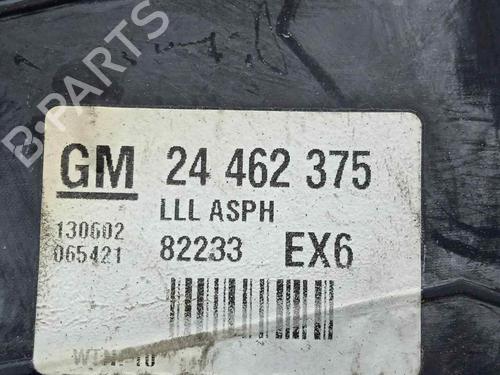 B-PARTS
GM 24 462 375
LLL ASPH
130602
065421 82233 EX6